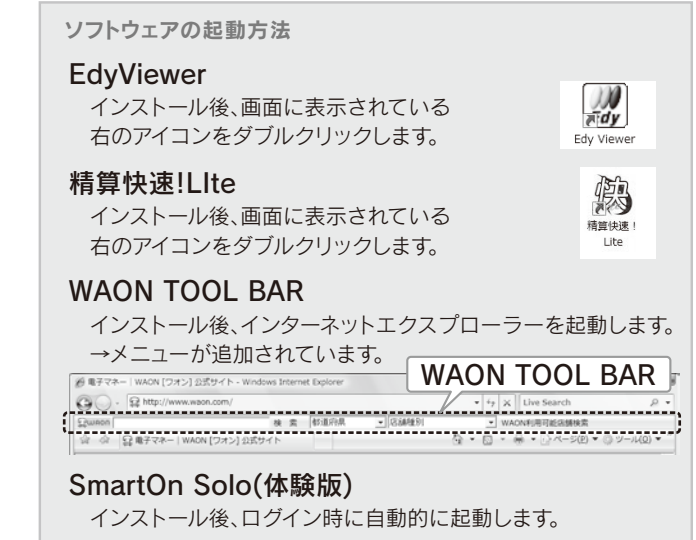 ソフトウェアの起動方法
EdyViewer
インストール後、画面に表示されている
右のアイコンをダブルクリックします。
Edy
Edy Viewer
精算快速!LIte
インストール後、画面に表示されている
右のアイコンをダブルクリックします。
快
精算快速!
Lite
WAON TOOL BAR
インストール後、インターネットエクスプローラーを起動します。
→メニューが追加されています。
WAON TOOL BAR
電子マネー | WAON [ワオン] 公式サイト - Windows Internet Explorer
http://www.waon.com/
Live Search
waon 検 索 都道府県 店舗種別 WAON利用可能店舗検索
電子マネー | WAON [ワオン] 公式サイト ページ(P) ツール(O)
SmartOn Solo(体験版)
インストール後、ログイン時に自動的に起動します。